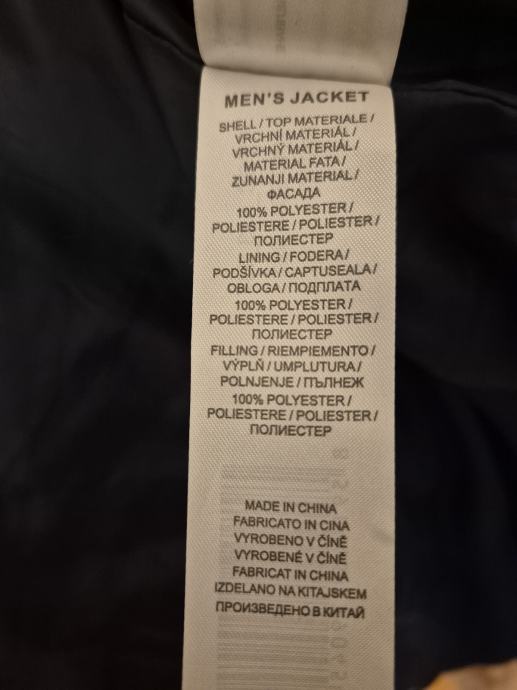 MEN'S JACKET
SHELL / TOP MATERIALE /
VRCHNÍ MATERIÁL /
VRCHNÝ MATERIÁL /
MATERIAL FATA /
ZUNANJI MATERIAL /
ФАСАДА
100% POLYESTER /
POLIESTERE / POLIESTER /
ПОЛИЕСТЕР
LINING / FODERA /
PODŠÍVKA / CAPTUSEALA /
OBLOGA / ПОДПЛАТА
100% POLYESTER /
POLIESTERE / POLIESTER /
ПОЛИЕСТЕР
FILLING / RIEMPIEMENTO /
VÝPLŇ / UMPLUTURA /
POLNJENJE / ПЪЛНЕЖ
100% POLYESTER /
POLIESTERE / POLIESTER /
ПОЛИЕСТЕР
MADE IN CHINA
FABRICATO IN CINA
VYROBENO V ČÍNĚ
VYROBENÉ V ČÍNĚ
FABRICAT IN CHINA
IZDELANO NA KITAJSKEM
ПРОИЗВЕДЕНО В КИТАЙ